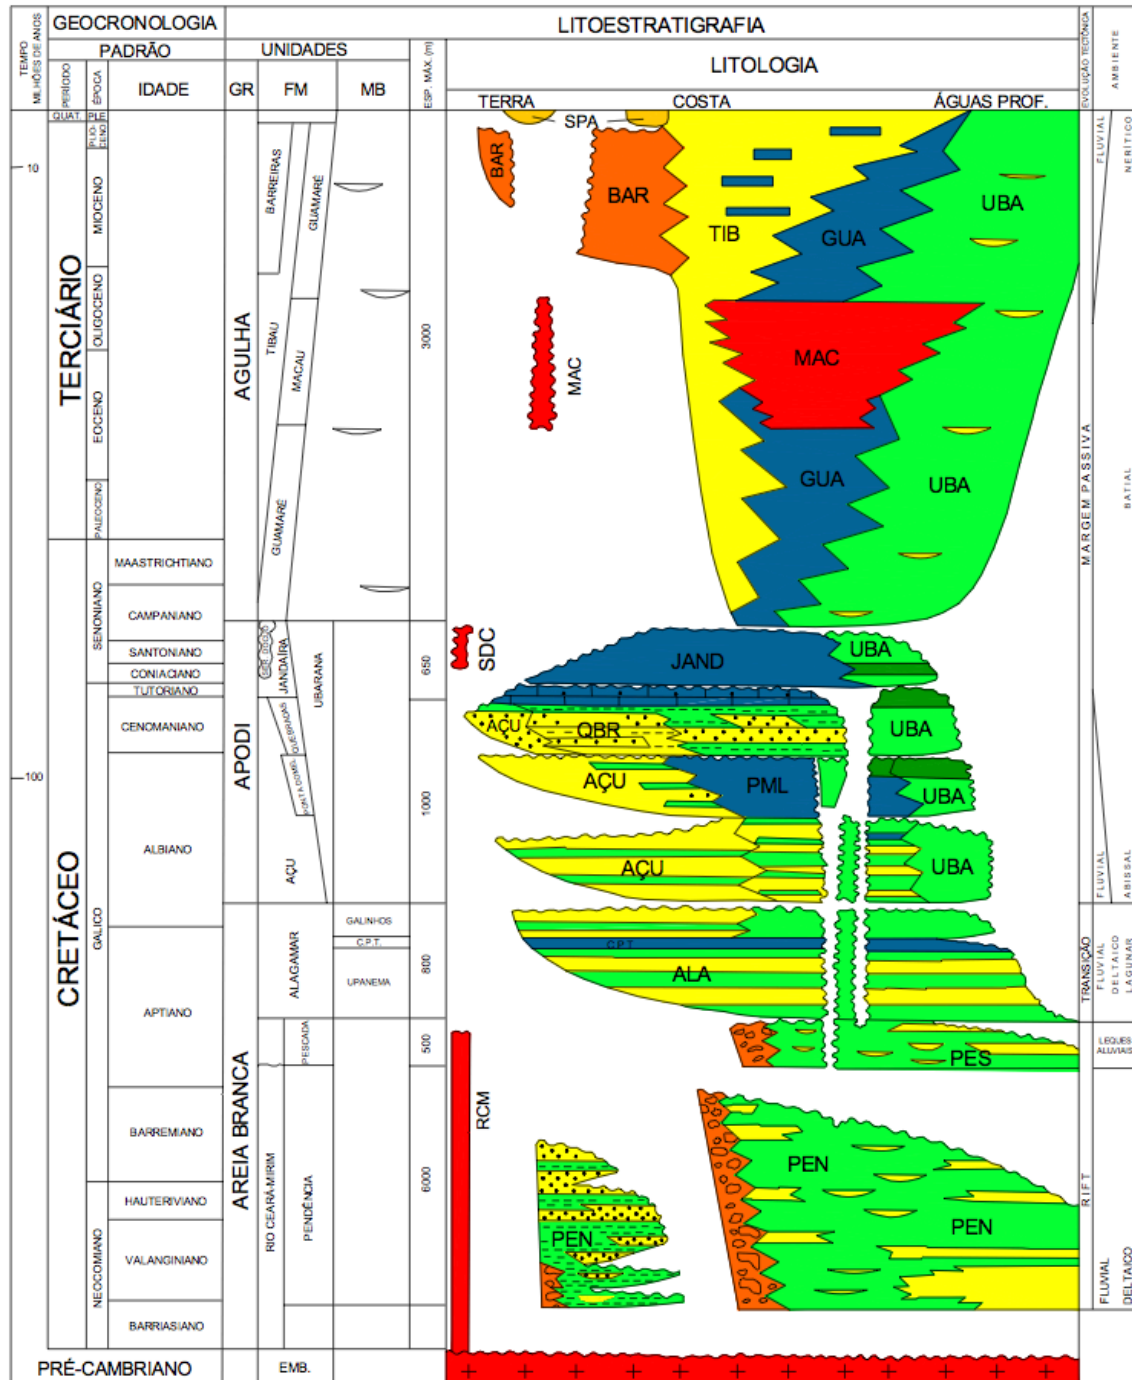 GEOCRONOLOGIA
LITOESTRATIGRAFIA
TEMPO
MILHÕES DE ANOS
PADRÃO
UNIDADES
ESP. MÁX. (m)
LITOLOGIA
EVOLUÇÃO TECTÔNICA
AMBIENTE
PERÍODO
ÉPOCA
IDADE
GR
FM
MB
TERRA
COSTA
ÁGUAS PROF.
QUAT.
PLE
PLIOCENO
10
MIOCENO
OLIGOCENO
EOCENO
PALEOCENO
TERCIÁRIO
AGULHA
BARREIRAS
GUAMARÉ
TIBAU
MACAU
GUAMARÉ
3000
SPA
BAR
BAR
TIB
GUA
UBA
MAC
MAC
GUA
UBA
FLUVIAL
NERÍTICO
MARGEM PASSIVA
BATIAL
MAASTRICHTIANO
CAMPANIANO
SENONIANO
SANTONIANO
CONIACIANO
TUTORIANO
CENOMANIANO
100
ALBIANO
CRETÁCEO
GALICO
APODI
JANDAÍRA
UBARANA
QUEBRADAS
PONTA DO MEL
AÇU
650
1000
SDC
JAND
UBA
AÇU
QBR
UBA
AÇU
PML
UBA
AÇU
UBA
FLUVIAL
ABISSAL
APTIANO
AREIA BRANCA
ALAGAMAR
GALINHOS
C.P.T.
UPANEMA
800
C.P.T
ALA
TRANSIÇÃO
FLUVIAL
DELTAICO
LAGUNAR
PESCADA
500
PES
LEQUES
ALUVIAIS
BARREMIANO
HAUTERIVIANO
VALANGINIANO
BARRIASIANO
NEOCOMIANO
RIO CEARÁ-MIRIM
PENDÊNCIA
6000
RCM
PEN
PEN
PEN
RIFT
FLUVIAL
DELTAICO
PRÉ-CAMBRIANO
EMB.